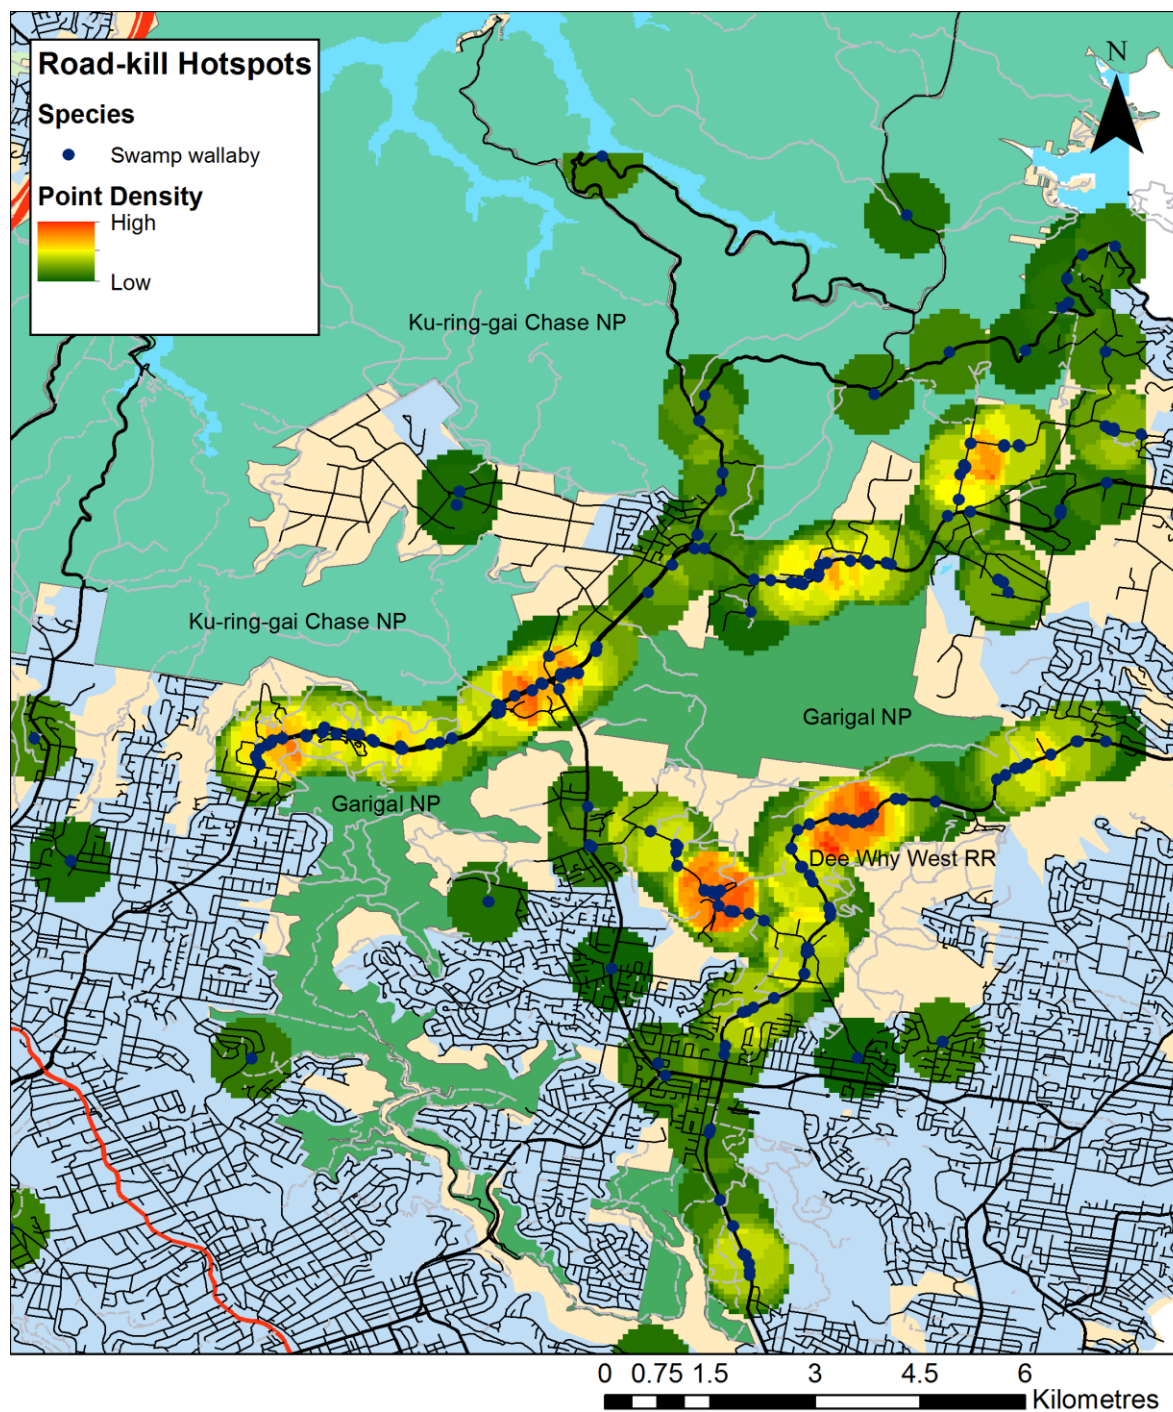 Road-kill Hotspots
Species
Swamp wallaby
Point Density
High
Low
N
Ku-ring-gai Chase NP
Ku-ring-gai Chase NP
Garigal NP
Garigal NP
Dee Why West RR
0 0.75 1.5 3 4.5 6
Kilometres